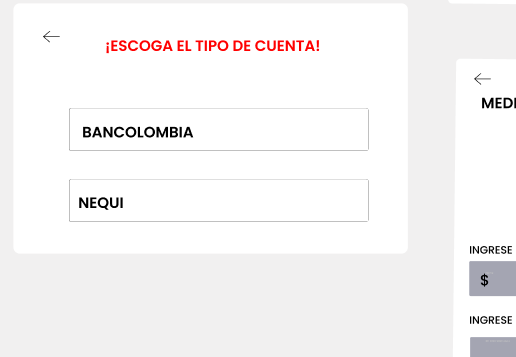 ¡ESCOGA EL TIPO DE CUENTA!
BANCOLOMBIA
NEQUI
INGRESE
$
INGRESE